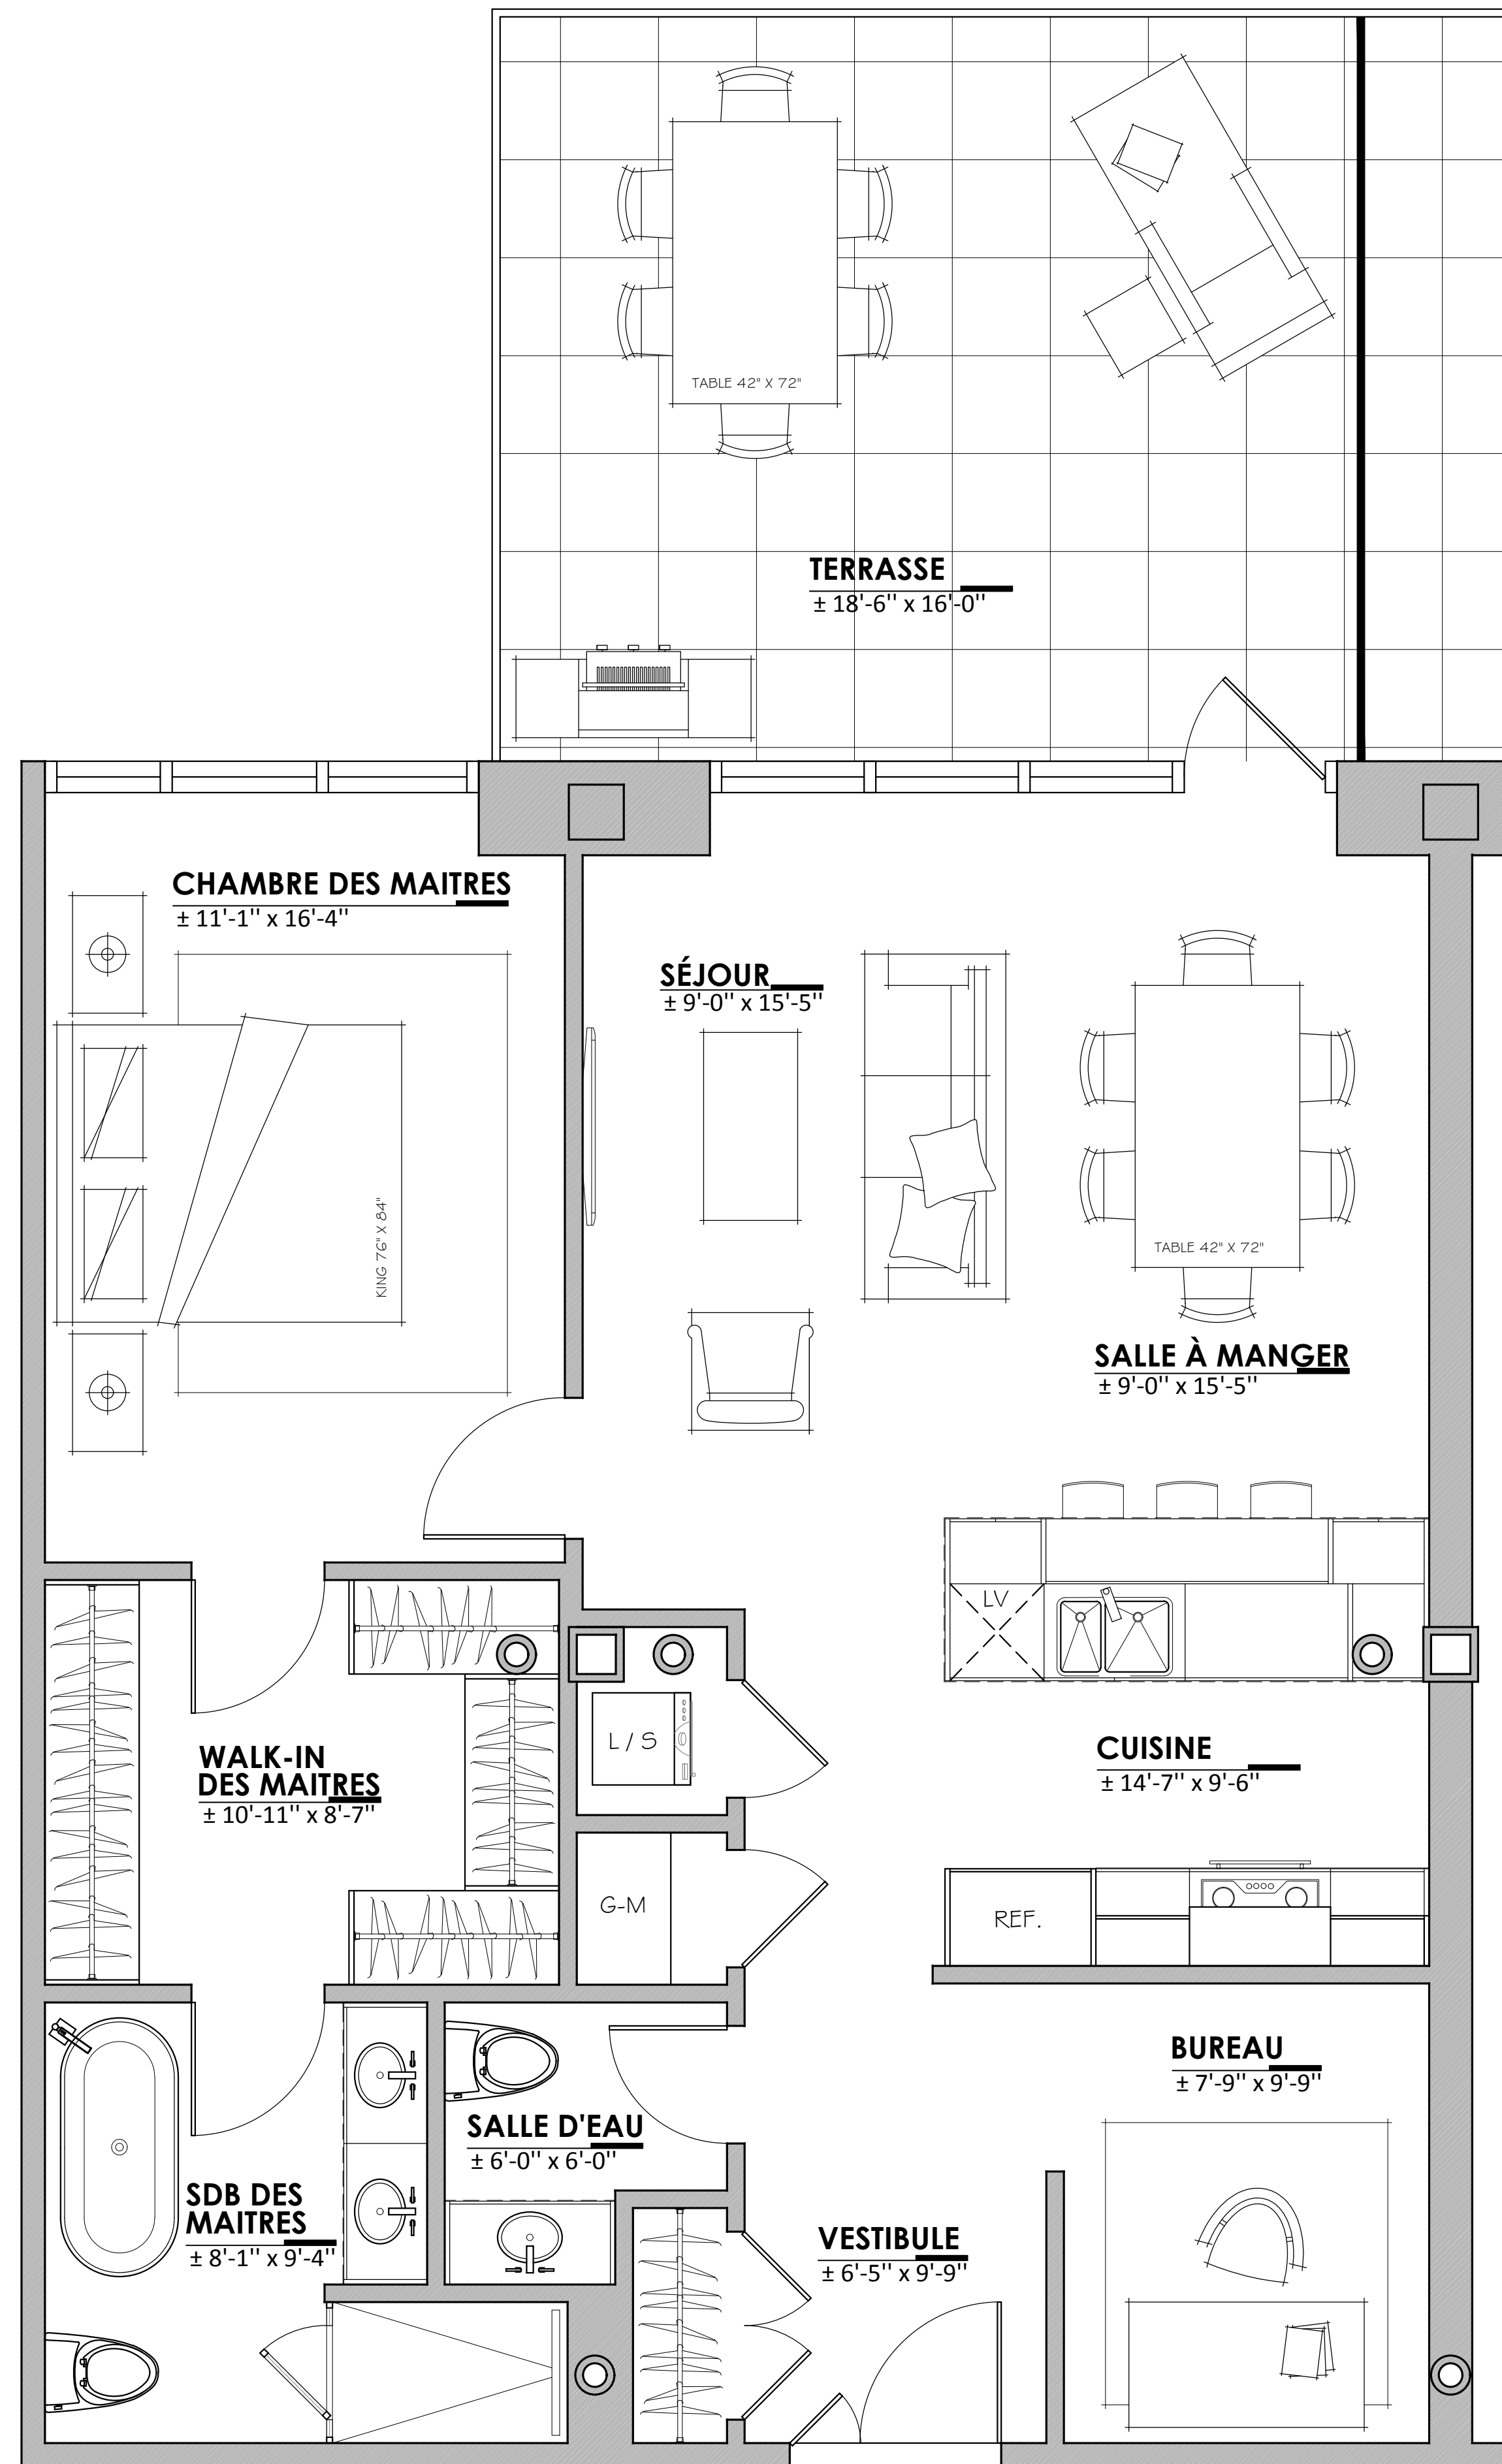 TABLE 42" X 72"
TERRASSE
± 18'-6'' x 16'-0''
CHAMBRE DES MAITRES
± 11'-1'' x 16'-4''
SÉJOUR
± 9'-0'' x 15'-5''
KING 76" X 84"
TABLE 42" X 72"
SALLE À MANGER
± 9'-0'' x 15'-5''
LV
L / S
WALK-IN
DES MAITRES
± 10'-11'' x 8'-7''
CUISINE
± 14'-7'' x 9'-6''
G-M
REF.
BUREAU
± 7'-9'' x 9'-9''
SALLE D'EAU
± 6'-0'' x 6'-0''
SDB DES
MAITRES
± 8'-1'' x 9'-4''
VESTIBULE
± 6'-5'' x 9'-9''